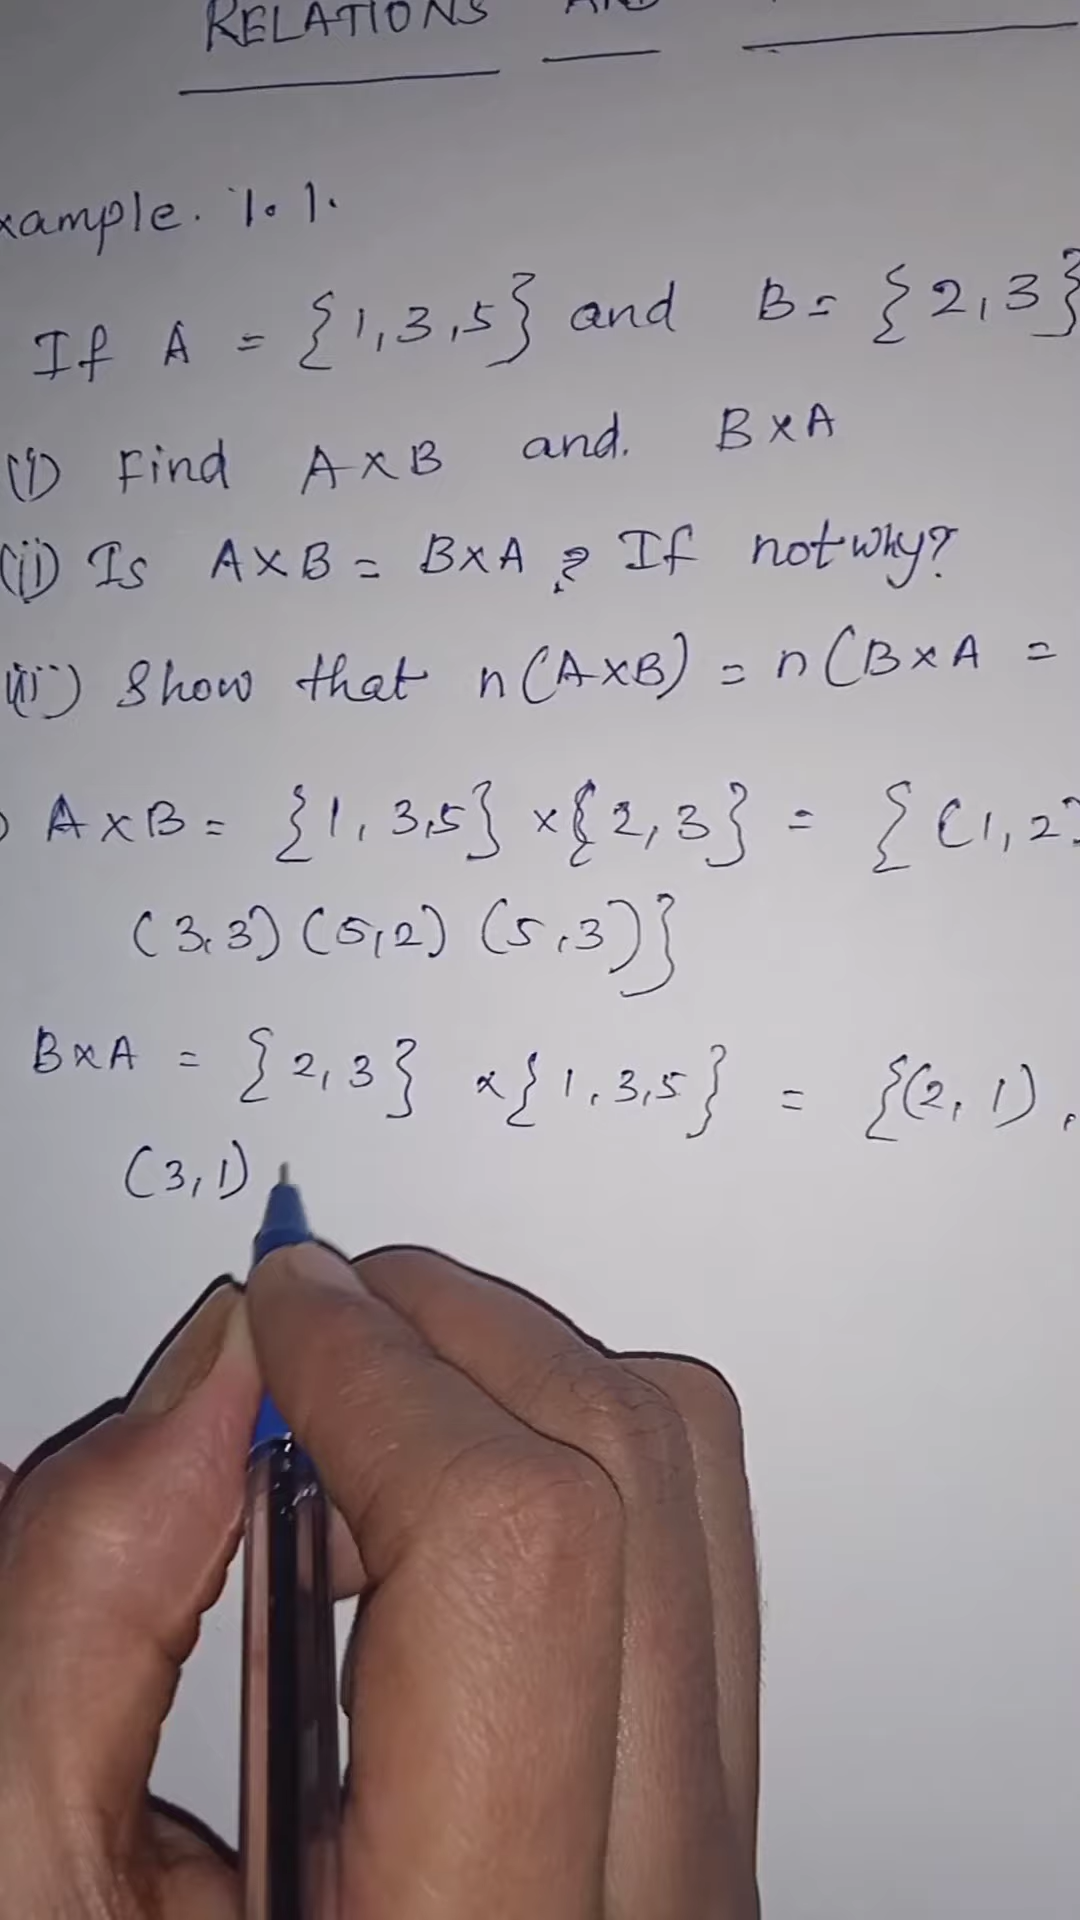 RELATIONS AND
xample. 1.1.
If A = {1,3,5} and B = {2,3}
(i) Find A×B and. B×A
(ii) Is A×B = B×A ? If not why?
(iii) Show that n(A×B) = n(B×A =
) A×B = {1,3,5} ×{2,3} = {(1,2)
(3,3) (5,2) (5,3)}
B×A = {2,3} ×{1,3,5} = {(2,1),
(3,1)